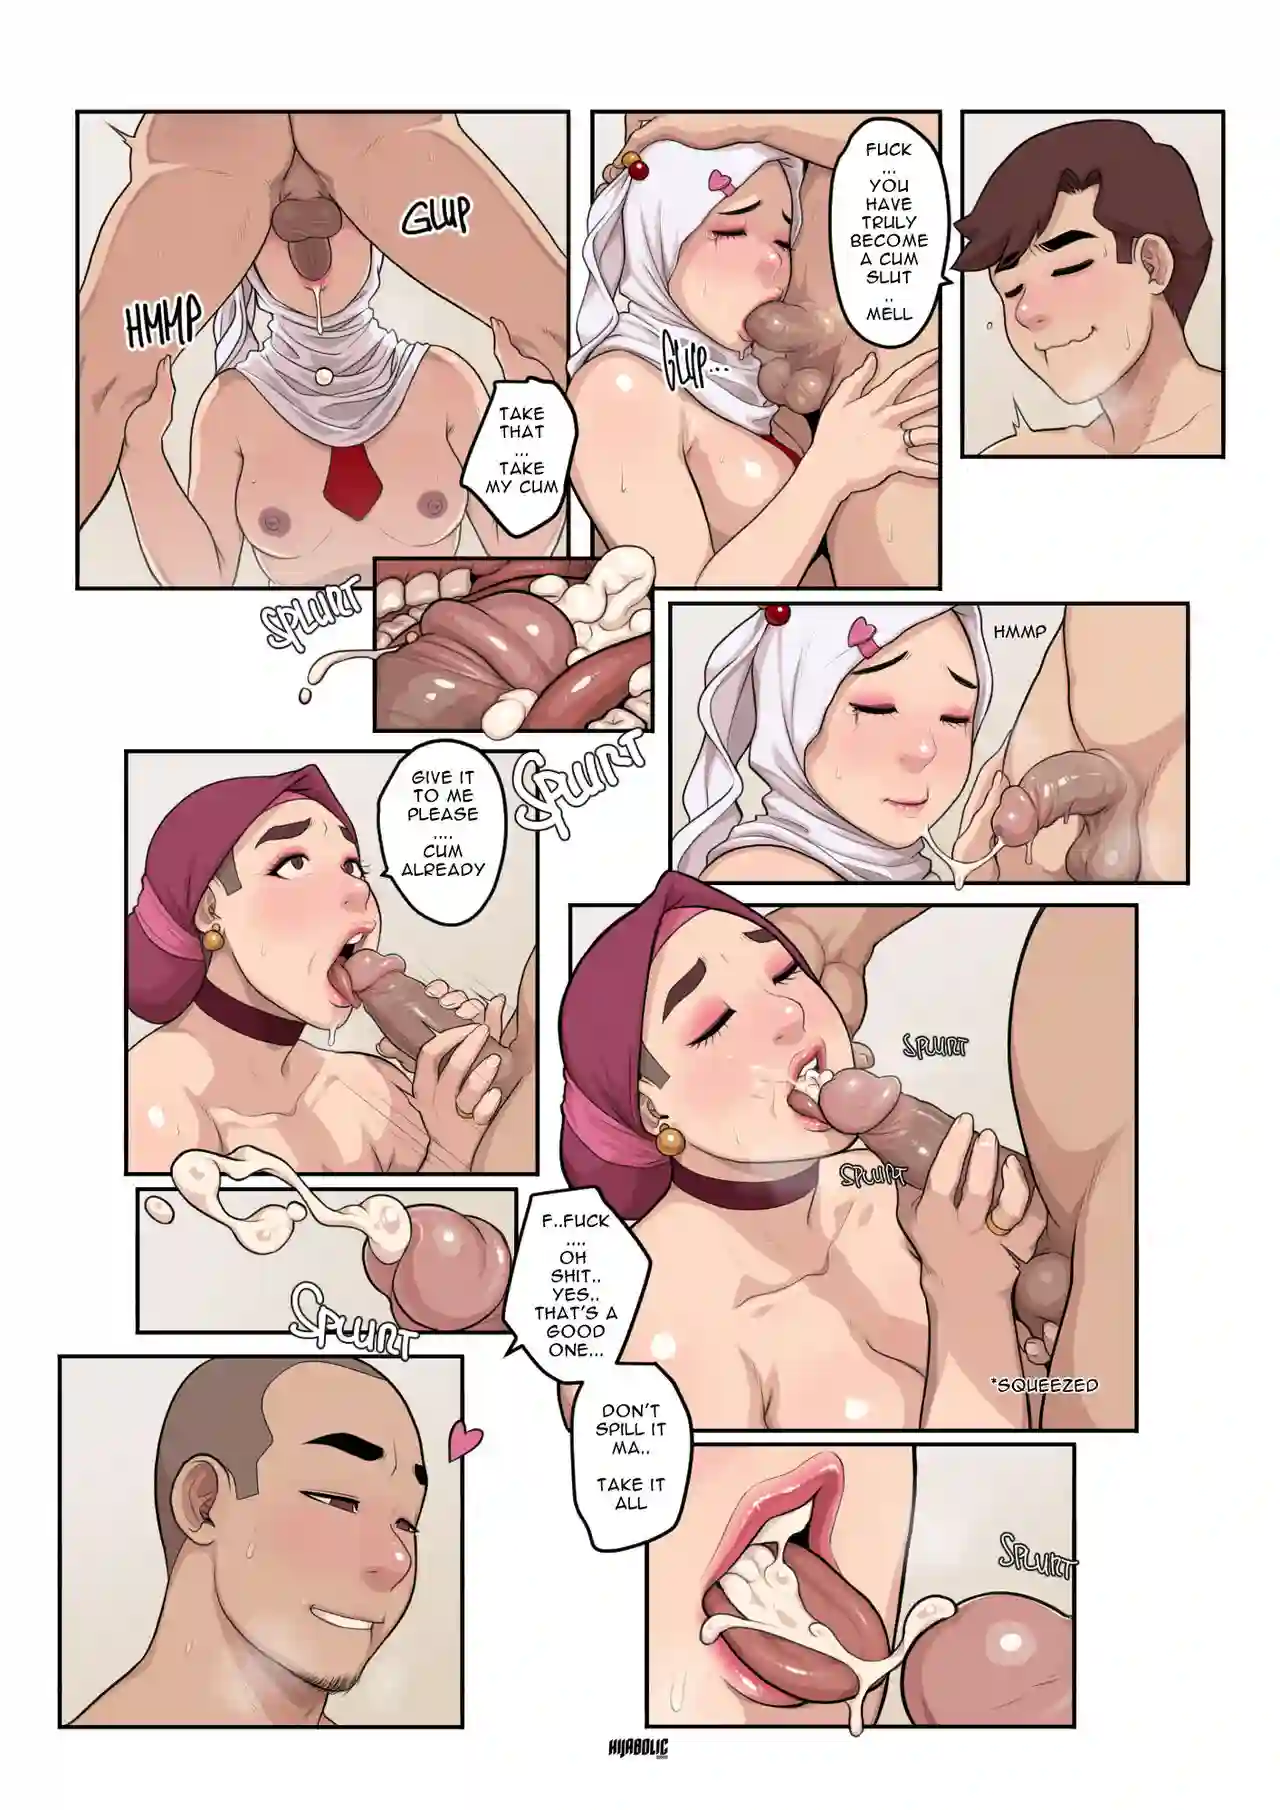 GLUP
HMMP
TAKE
THAT
...
TAKE
MY CUM
FUCK
...
YOU
HAVE
TRULY
BECOME
A CUM
SLUT
..
MELL
GLUP...
SPLURT
HMMP
SPLURT
GIVE IT
TO ME
PLEASE
....
CUM
ALREADY
SPLURT
SPLURT
*SQUEEZED
SPLURT
F..FUCK
....
OH
SHIT..
YES..
THAT'S A
GOOD
ONE...
DON'T
SPILL IT
MA..
TAKE IT
ALL
SPLURT
HIJABOLIC